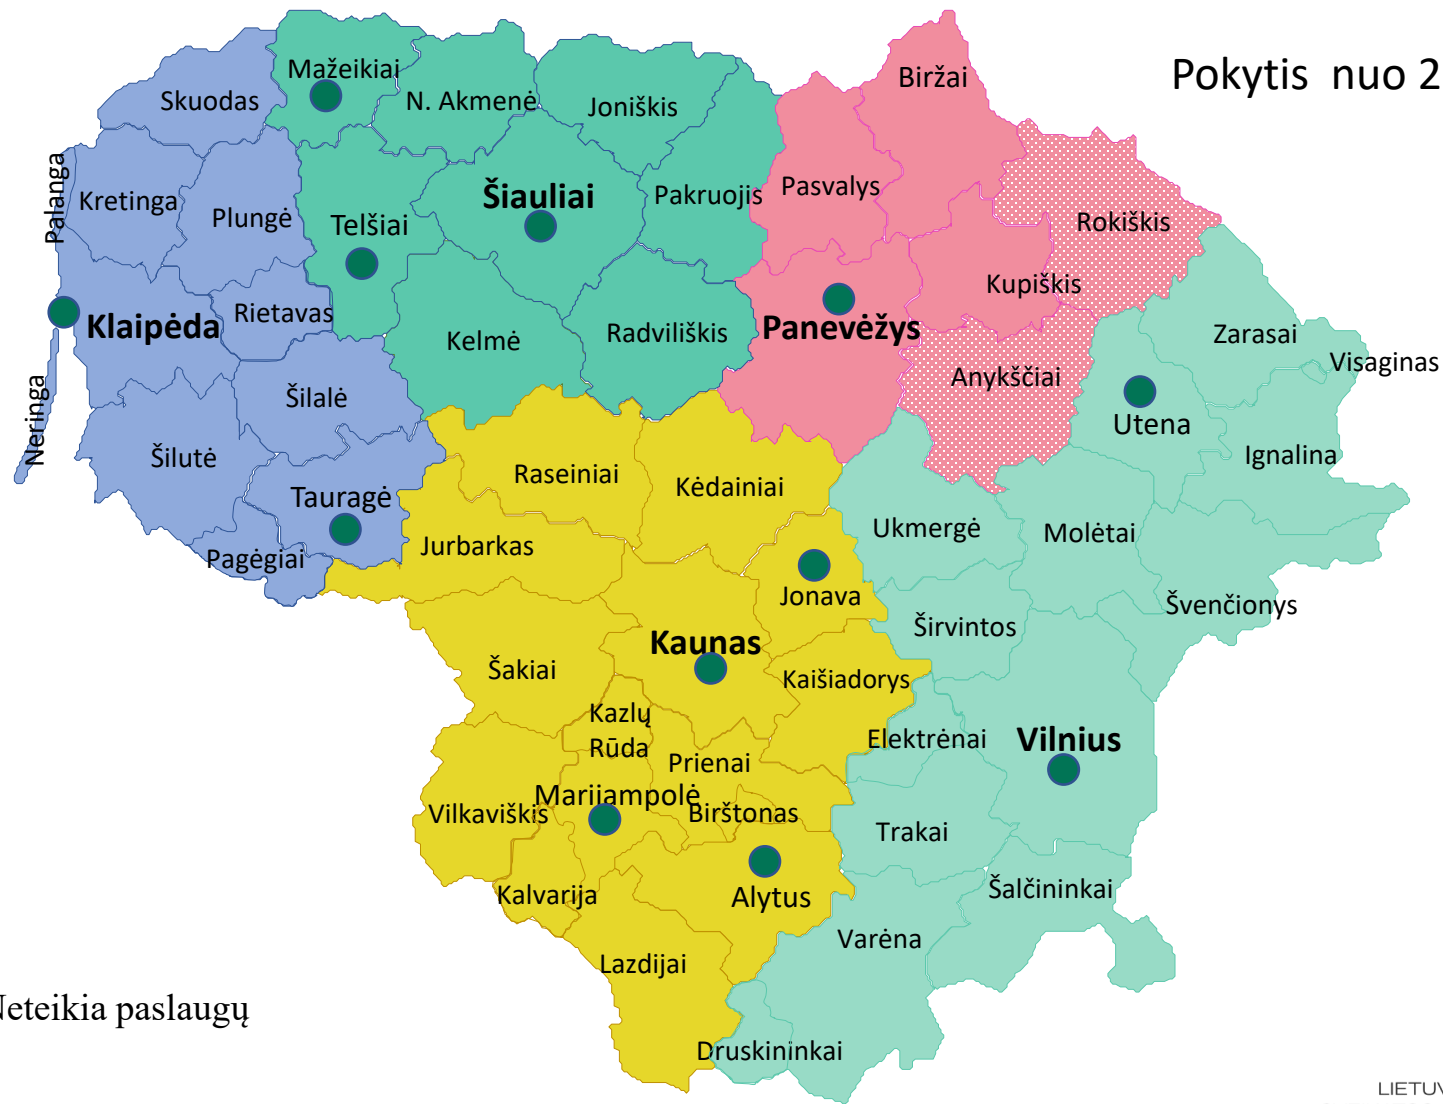 Pokytis nuo 2
Mažeikiai
Skuodas
N. Akmenė
Joniškis
Biržai
Palanga
Kretinga
Plungė
Telšiai
Šiauliai
Pakruojis
Pasvalys
Rokiškis
Klaipėda
Rietavas
Kelmė
Radviliškis
Panevėžys
Kupiškis
Zarasai
Visaginas
Neringa
Šilalė
Anykščiai
Utena
Šilutė
Tauragė
Raseiniai
Kėdainiai
Ignalina
Pagėgiai
Jurbarkas
Jonava
Ukmergė
Molėtai
Švenčionys
Širvintos
Šakiai
Kaunas
Kaišiadorys
Kazlų
Rūda
Prienai
Elektrėnai
Vilnius
Vilkaviškis
Marijampolė
Birštonas
Trakai
Kalvarija
Alytus
Šalčininkai
Varėna
Lazdijai
Neteikia paslaugų
Druskininkai
LIETUV